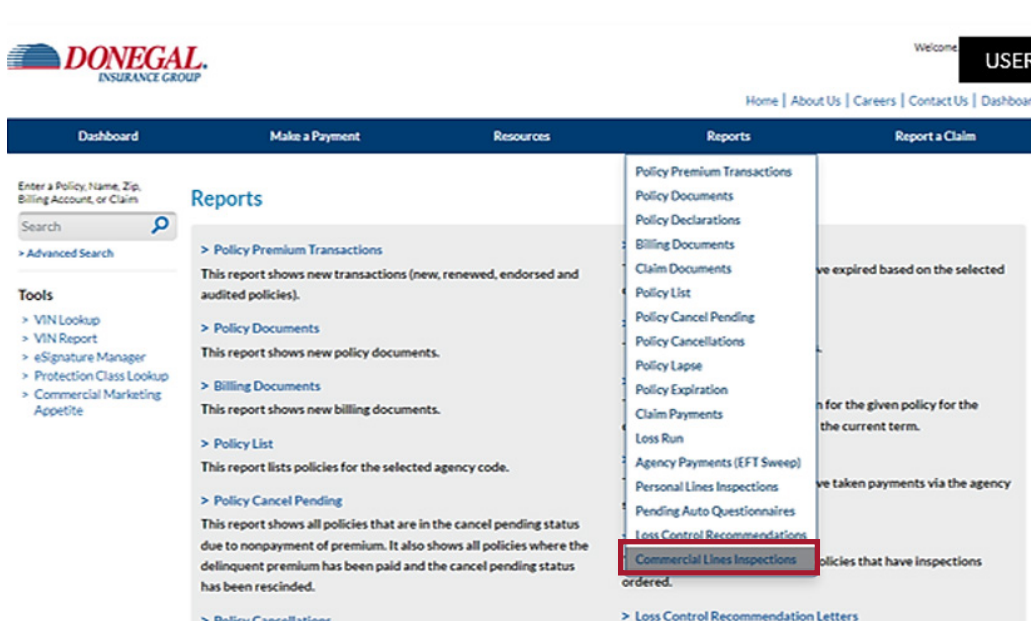 DONEGAL.
INSURANCE GROUP
Welcome
USER
Home | About Us | Careers | Contact Us | Dashboar
Dashboard
Make a Payment
Resources
Reports
Report a Claim
Enter a Policy, Name, Zip,
Billing Account, or Claim
Search
> Advanced Search
Tools
> VIN Lookup
> VIN Report
> eSignature Manager
> Protection Class Lookup
> Commercial Marketing
Appetite
Reports
> Policy Premium Transactions
This report shows new transactions (new, renewed, endorsed and
audited policies).
> Policy Documents
This report shows new policy documents.
> Billing Documents
This report shows new billing documents.
> Policy List
This report lists policies for the selected agency code.
> Policy Cancel Pending
This report shows all policies that are in the cancel pending status
due to nonpayment of premium. It also shows all policies where the
delinquent premium has been paid and the cancel pending status
has been rescinded.
> Policy Cancellations
Policy Premium Transactions
Policy Documents
Policy Declarations
Billing Documents
Claim Documents
Policy List
Policy Cancel Pending
Policy Cancellations
Policy Lapse
Policy Expiration
Claim Payments
Loss Run
Agency Payments (EFT Sweep)
Personal Lines Inspections
Pending Auto Questionnaires
Loss Control Recommendations
Commercial Lines Inspections
ve expired based on the selected
s.
n for the given policy for the
the current term.
ve taken payments via the agency
olicies that have inspections
ordered.
> Loss Control Recommendation Letters